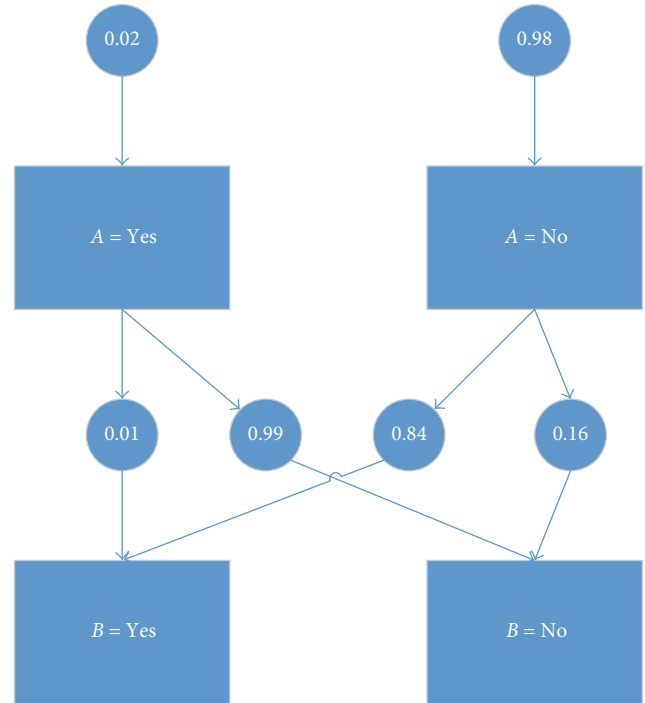 0.02
0.98
A = Yes
A = No
0.01
0.99
0.84
0.16
B = Yes
B = No